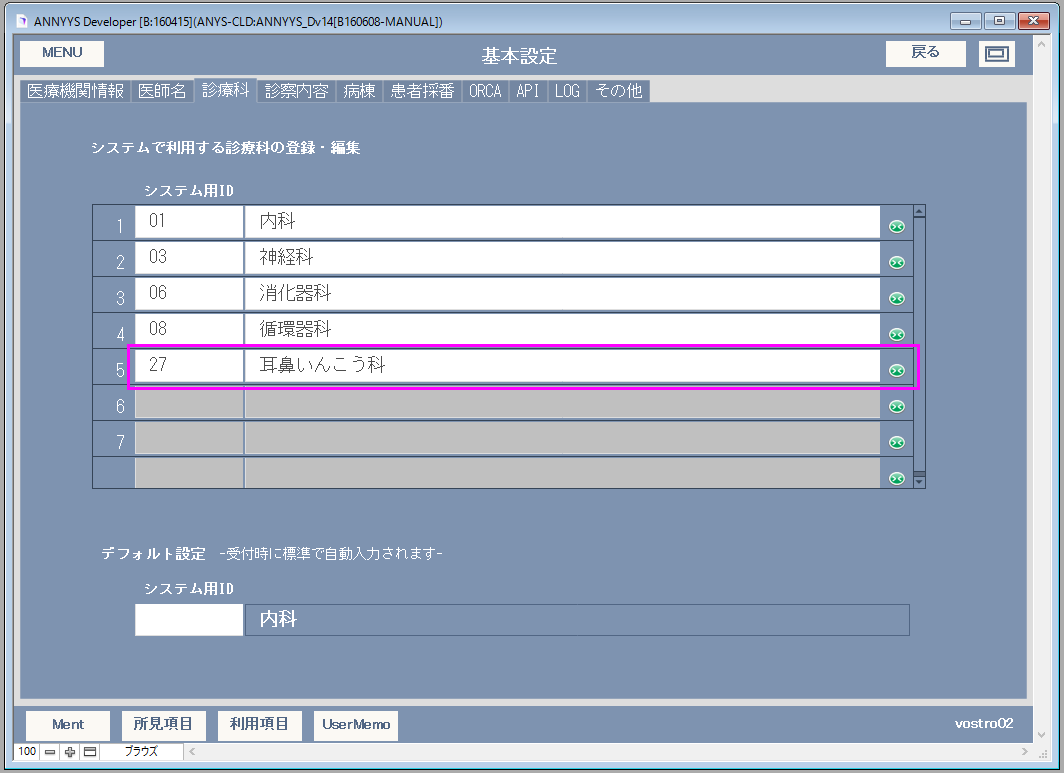 ANNYYS Developer [B:160415](ANYS-CLD:ANNYYS_Dv14[B160608-MANUAL])
MENU 基本設定 戻る
医療機関情報 医師名 診療科 診察内容 病棟 患者採番 ORCA API LOG その他
システムで利用する診療科の登録・編集
システム用ID
1 01 内科
2 03 神経科
3 06 消化器科
4 08 循環器科
5 27 耳鼻いんこう科
6
7
デフォルト設定 -受付時に標準で自動入力されます-
システム用ID
内科
Ment 所見項目 利用項目 UserMemo vostro02
100 ブラウズ